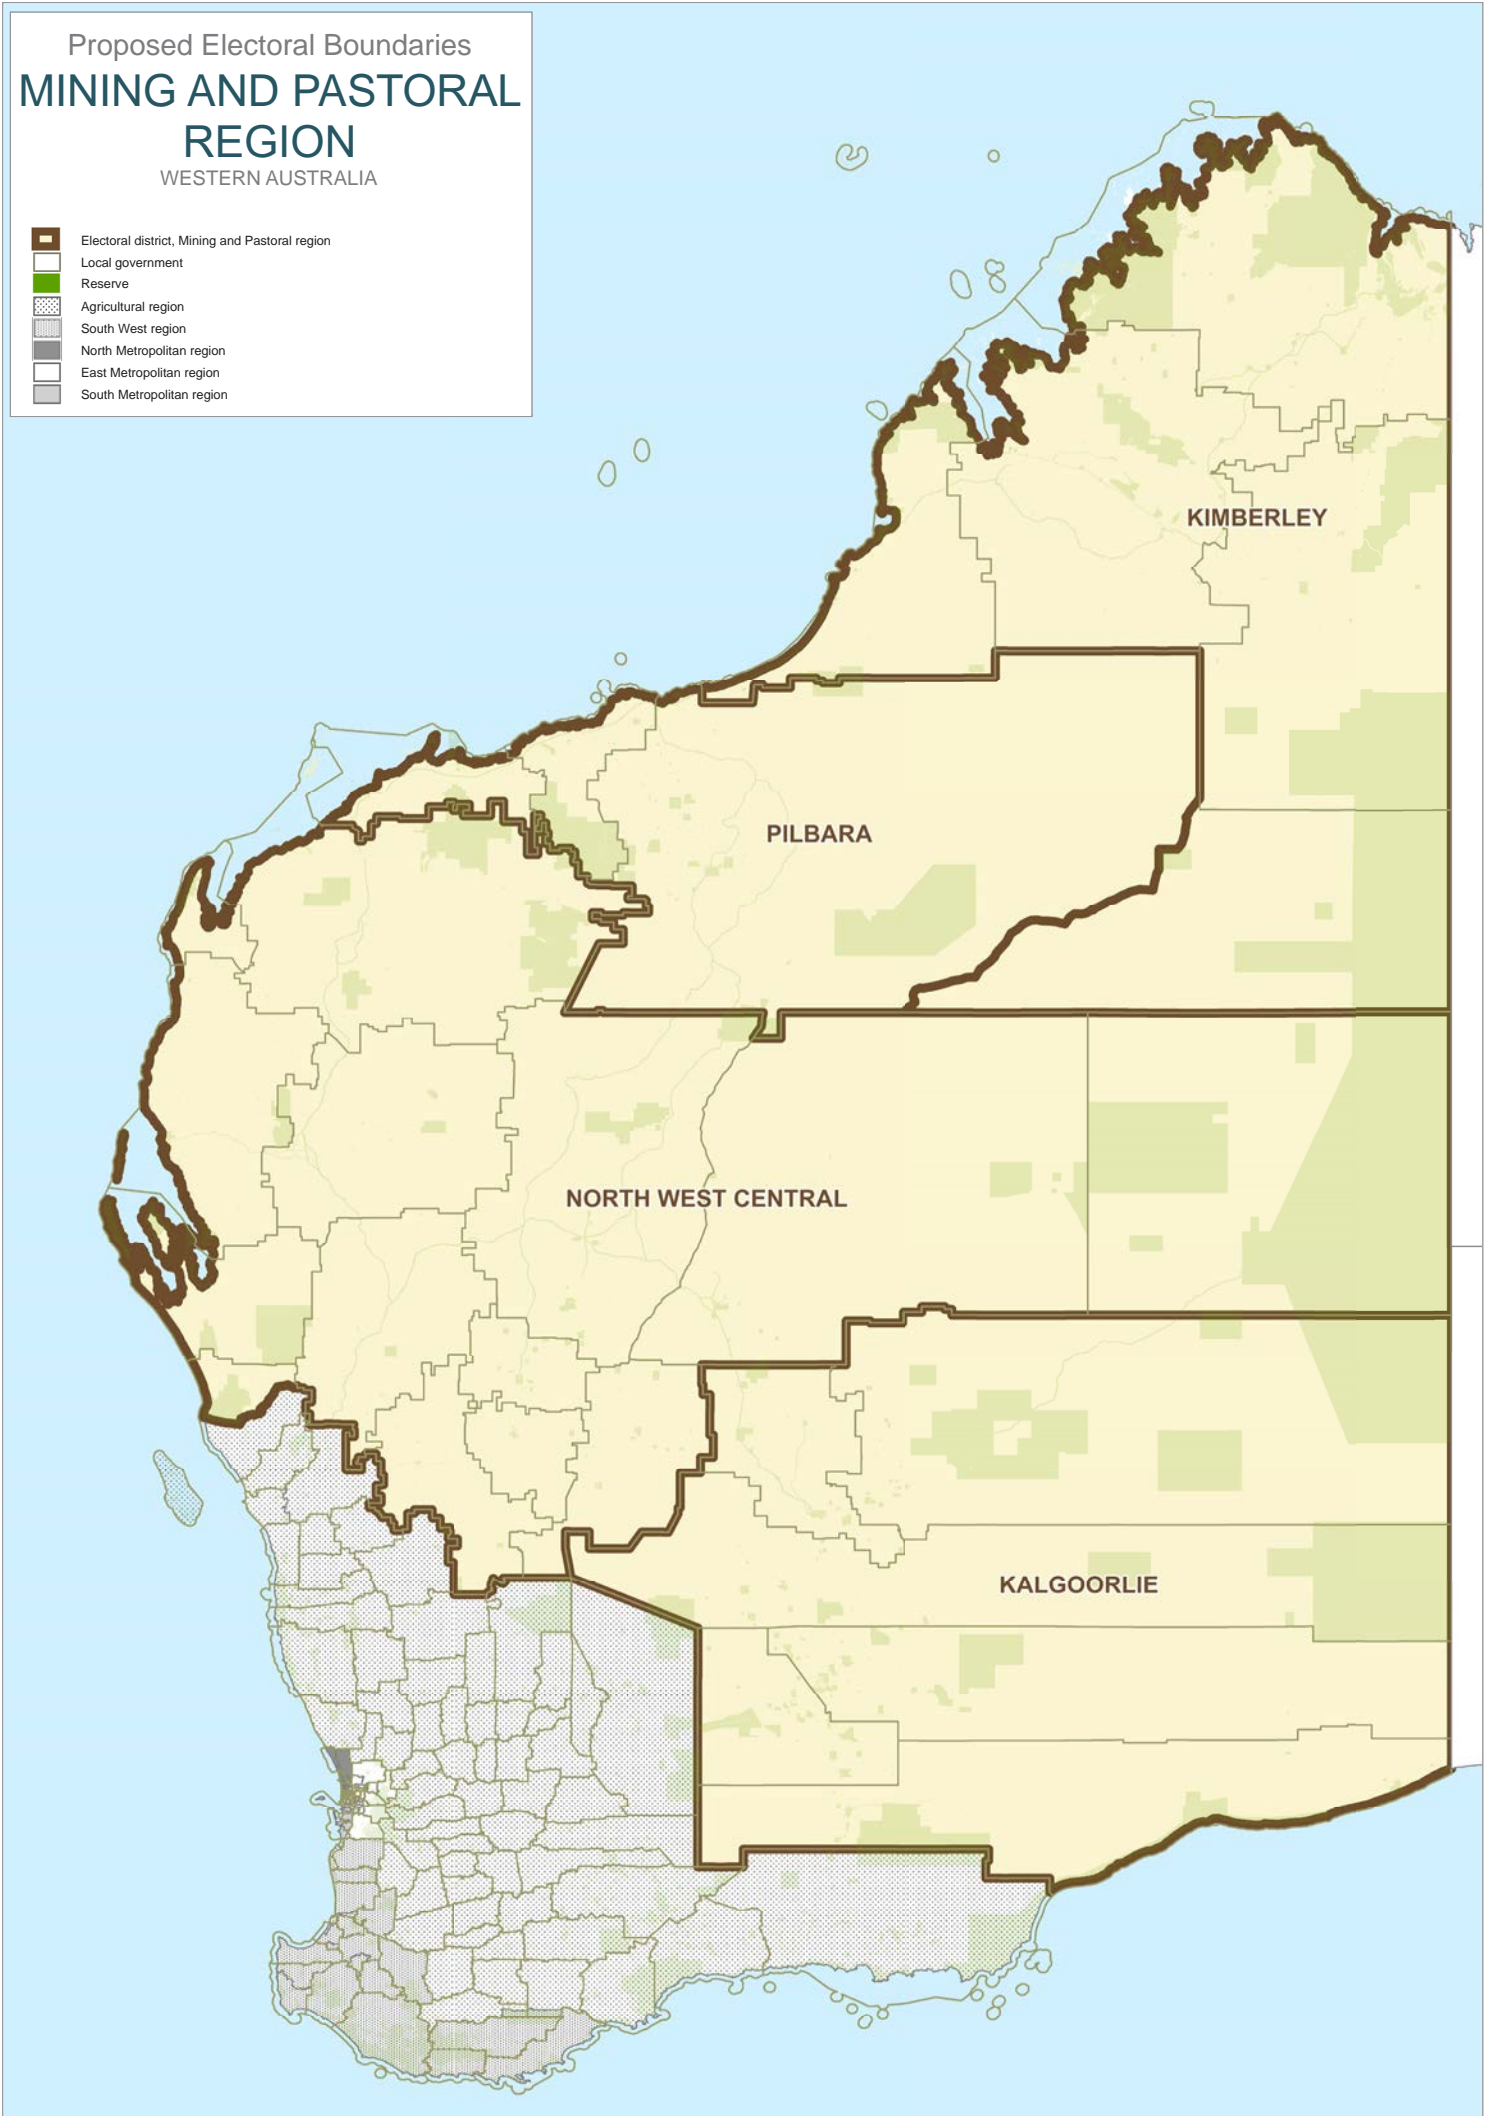 Proposed Electoral Boundaries
MINING AND PASTORAL
REGION
WESTERN AUSTRALIA
Electoral district, Mining and Pastoral region
Local government
Reserve
Agricultural region
South West region
North Metropolitan region
East Metropolitan region
South Metropolitan region
KIMBERLEY
PILBARA
NORTH WEST CENTRAL
KALGOORLIE